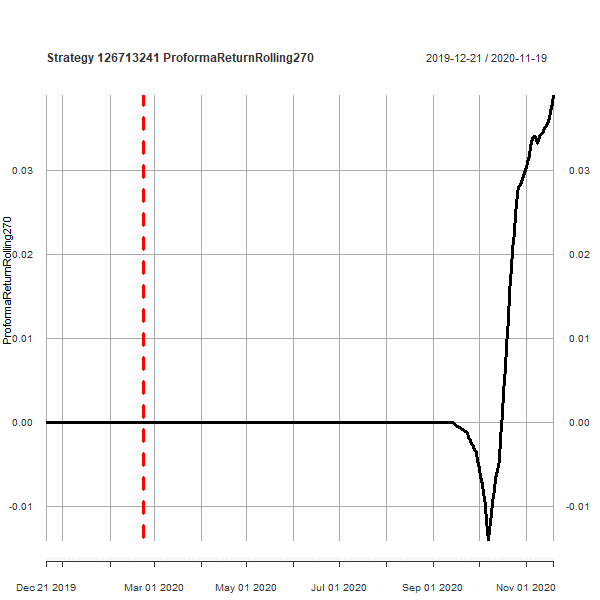 Strategy 126713241 ProformaReturnRolling270
2019-12-21 / 2020-11-19
ProformaReturnRolling270
0.03 0.03
0.02 0.02
0.01 0.01
0.00 0.00
-0.01 -0.01
Dec 21 2019 Mar 01 2020 May 01 2020 Jul 01 2020 Sep 01 2020 Nov 01 2020